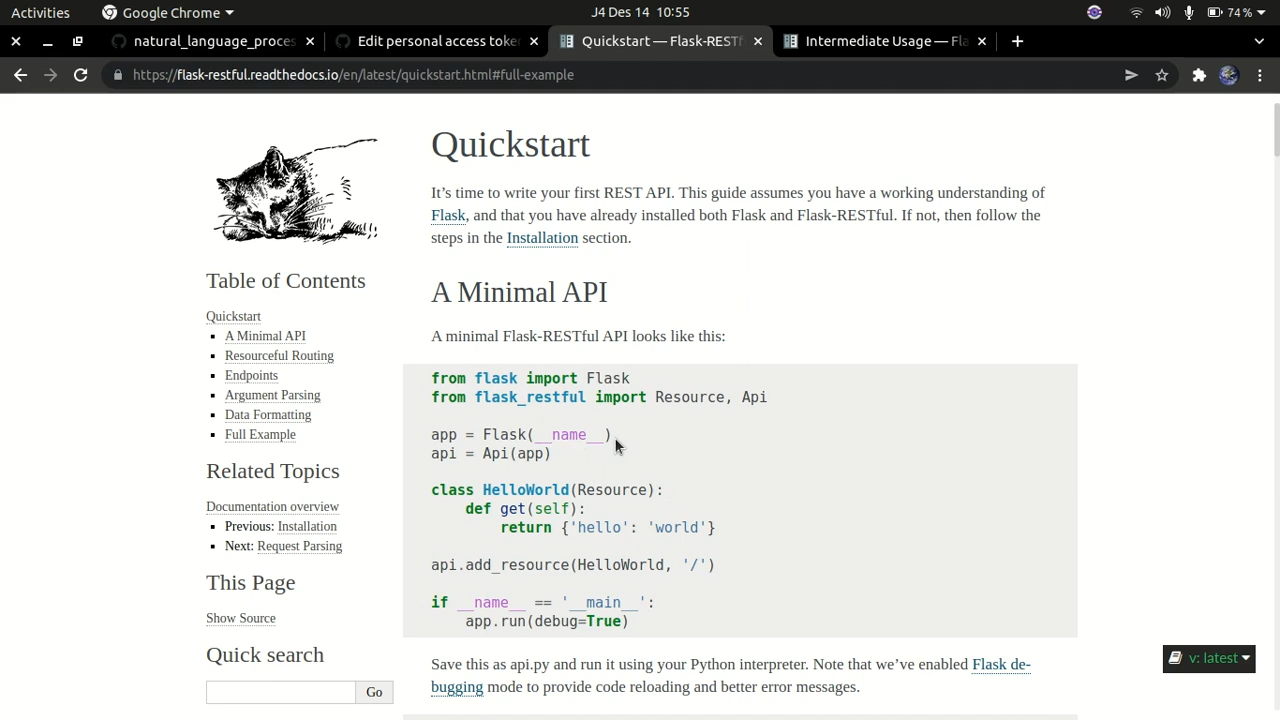 Activities
Google Chrome
J4 Des 14 10:55
74 %
natural_language_proces
Edit personal access toke
Quickstart — Flask-RESTf
Intermediate Usage — Fla
https://flask-restful.readthedocs.io/en/latest/quickstart.html#full-example
Table of Contents
Quickstart
A Minimal API
Resourceful Routing
Endpoints
Argument Parsing
Data Formatting
Full Example
Related Topics
Documentation overview
Previous: Installation
Next: Request Parsing
This Page
Show Source
Quick search
Go
Quickstart
It’s time to write your first REST API. This guide assumes you have a working understanding of
Flask, and that you have already installed both Flask and Flask-RESTful. If not, then follow the
steps in the Installation section.
A Minimal API
A minimal Flask-RESTful API looks like this:
from flask import Flask
from flask_restful import Resource, Api
app = Flask(__name__)
api = Api(app)
class HelloWorld(Resource):
    def get(self):
        return {'hello': 'world'}
api.add_resource(HelloWorld, '/')
if __name__ == '__main__':
    app.run(debug=True)
Save this as api.py and run it using your Python interpreter. Note that we’ve enabled Flask de-
bugging mode to provide code reloading and better error messages.
v: latest